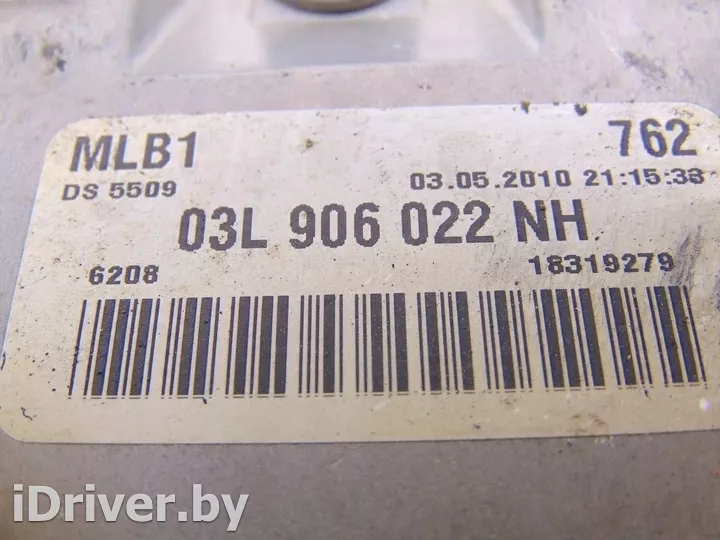 MLB1 762
DS 5509 03.05.2010 21:15:33
03L 906 022 NH
6208 18319279
iDriver.by